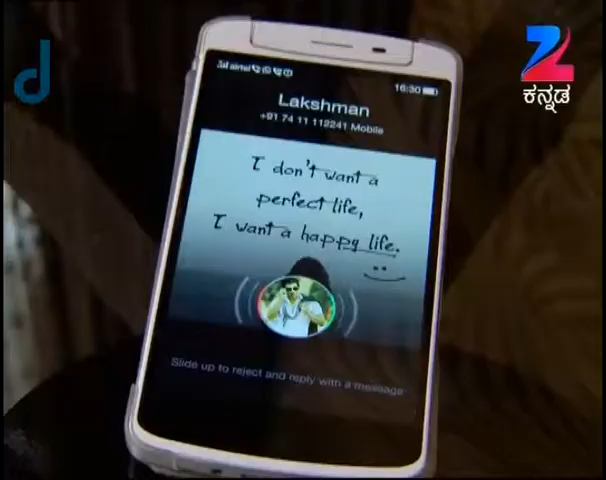 d
Z
ಕನ್ನಡ
airtel
16:30
Lakshman
+91 74 11 112241 Mobile
I don't want a
perfect life,
I want a happy life.
Slide up to reject and reply with a message